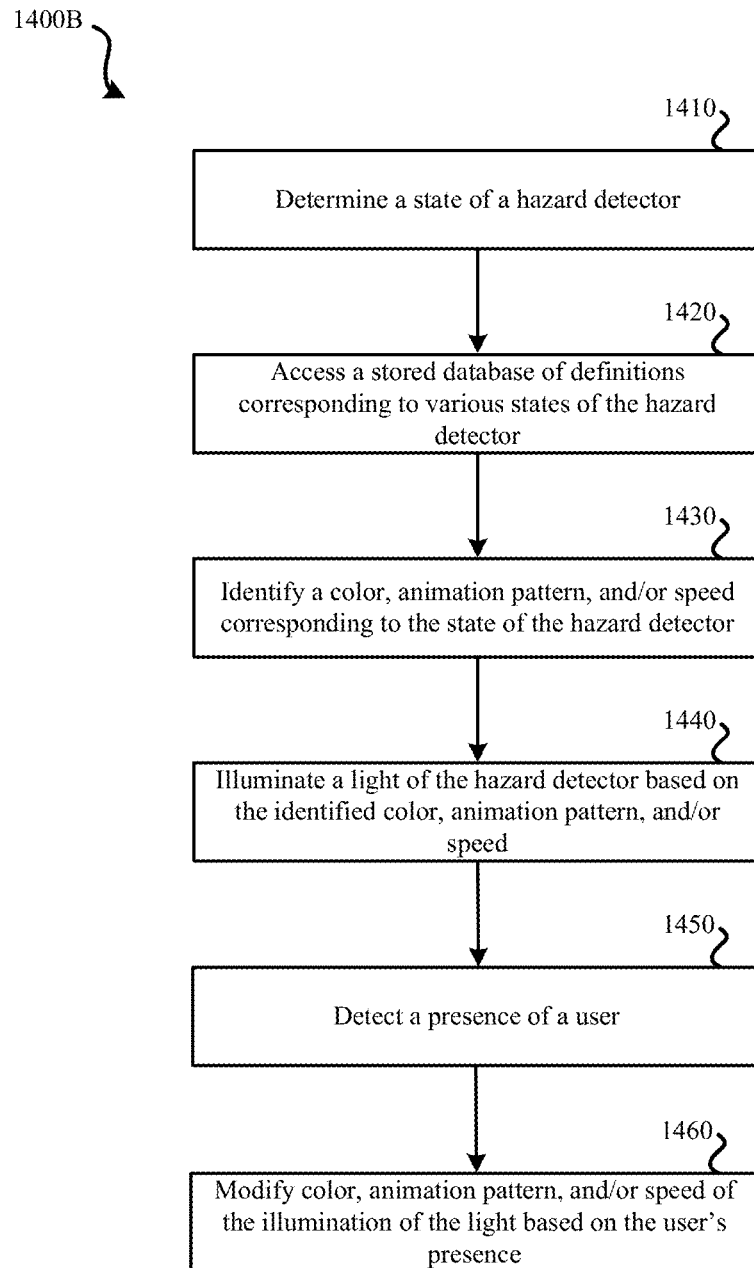 1400B
1410
Determine a state of a hazard detector
1420
Access a stored database of definitions
corresponding to various states of the hazard
detector
1430
Identify a color, animation pattern, and/or speed
corresponding to the state of the hazard detector
1440
Illuminate a light of the hazard detector based on
the identified color, animation pattern, and/or
speed
1450
Detect a presence of a user
1460
Modify color, animation pattern, and/or speed of
the illumination of the light based on the user's
presence